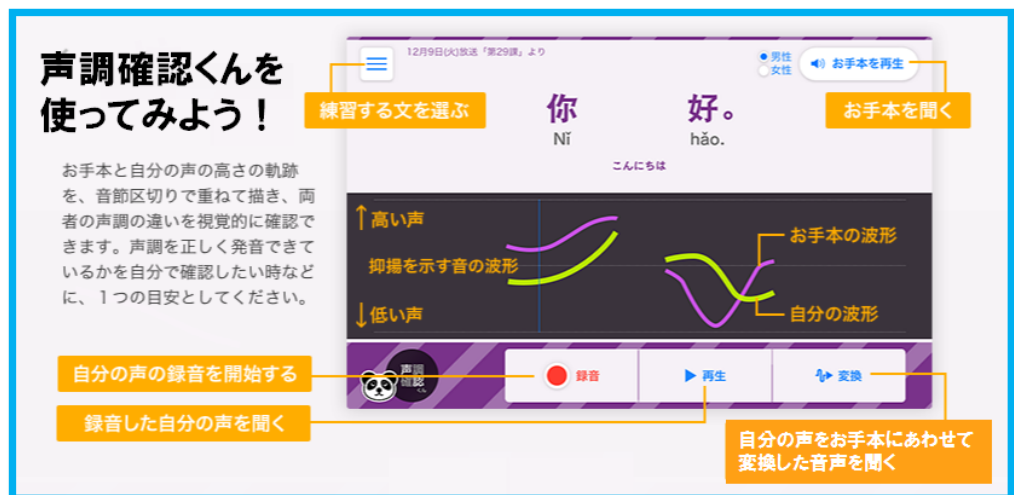 声調確認くんを
使ってみよう！
お手本と自分の声の高さの軌跡
を、音節区切りで重ねて描き、両
者の声調の違いを視覚的に確認で
きます。声調を正しく発音できて
いるかを自分で確認したい時など
に、１つの目安としてください。
12月9日(火)放送「第29課」より
男性
女性
お手本を再生
練習する文を選ぶ
お手本を聞く
你 好。
Nǐ hǎo.
こんにちは
↑高い声
抑揚を示す音の波形
↓低い声
お手本の波形
自分の波形
自分の声の録音を開始する
録音した自分の声を聞く
声調
確認
くん
録音
再生
変換
自分の声をお手本にあわせて
変換した音声を聞く